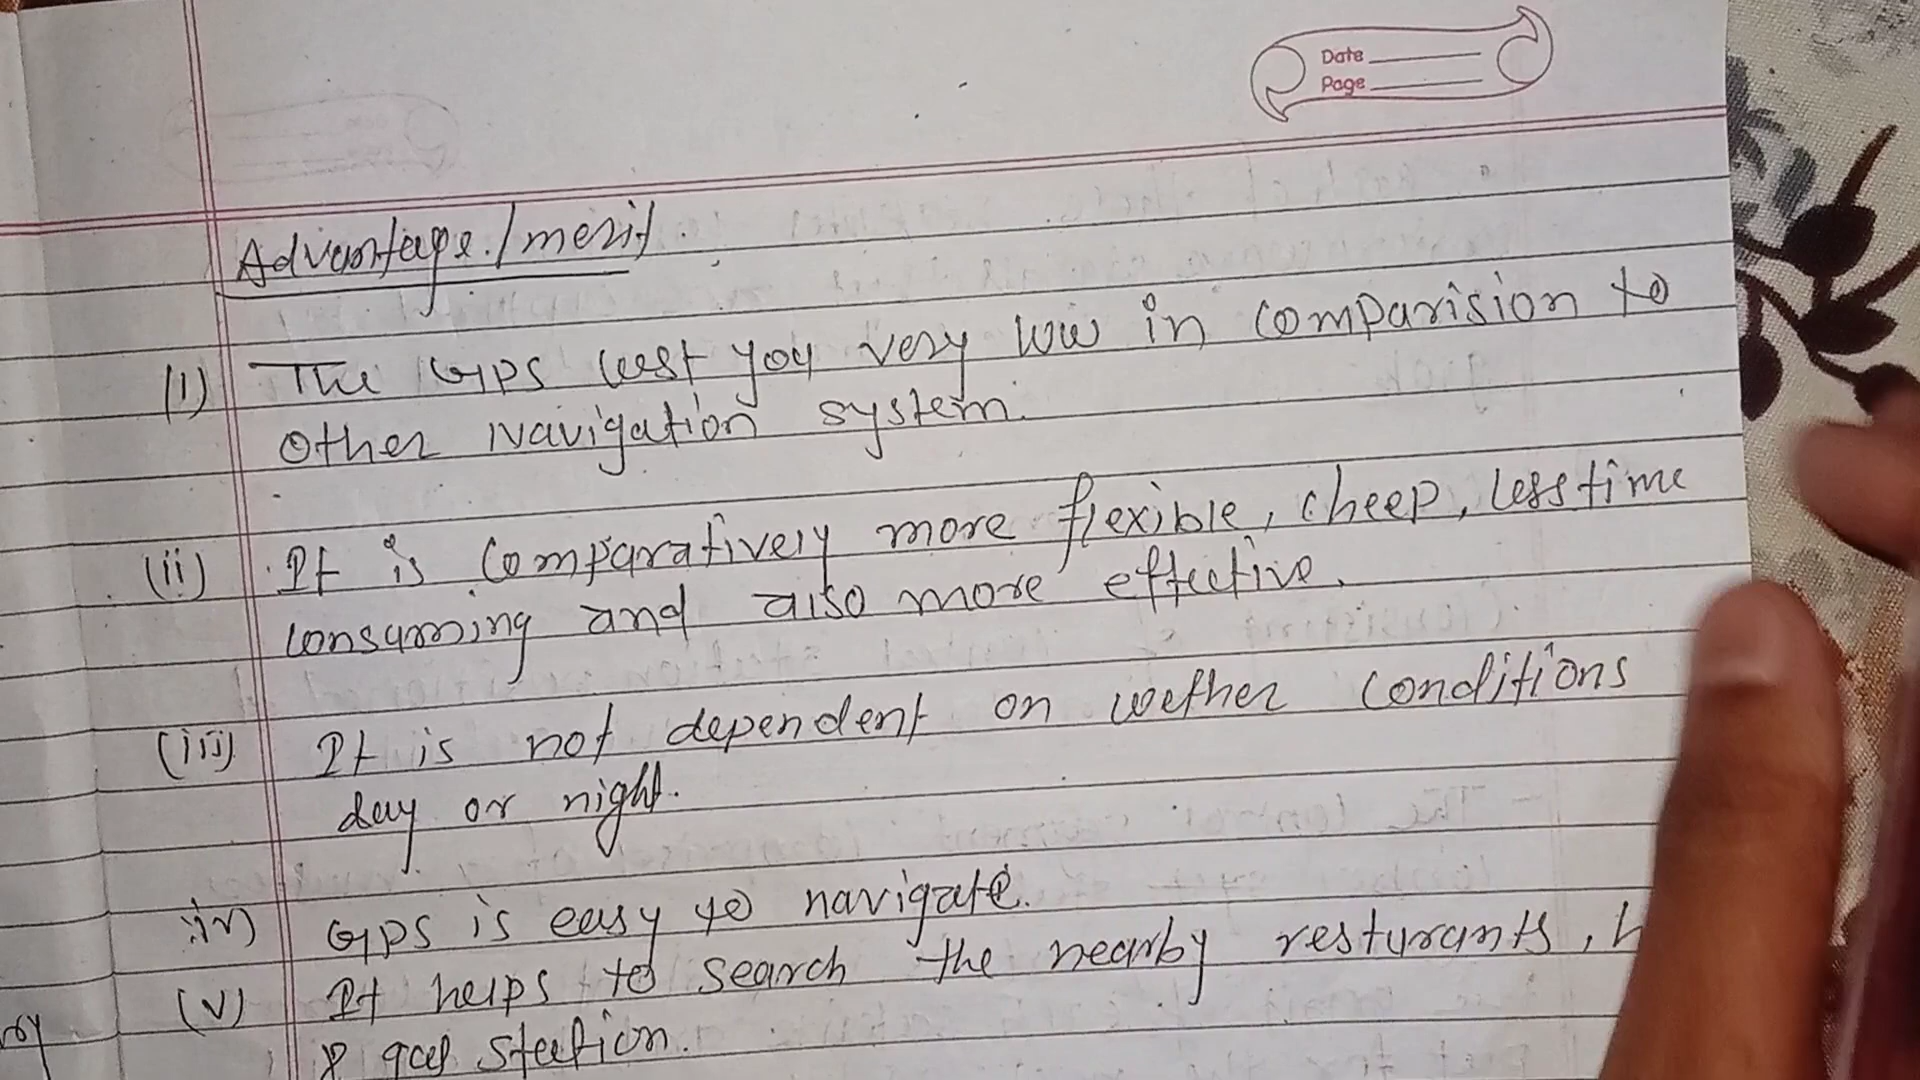 Date
Page
Advantage./merit.
(i) The GPS cost you very low in comparision to
other Navigation system.
(ii) It is comparatively more flexible, cheep, less time
consuming and also more effective.
(iii) It is not dependent on wether conditions
day or night.
iv) GPS is easy to navigate.
(v) It helps to search the nearby resturants,
& gas station.